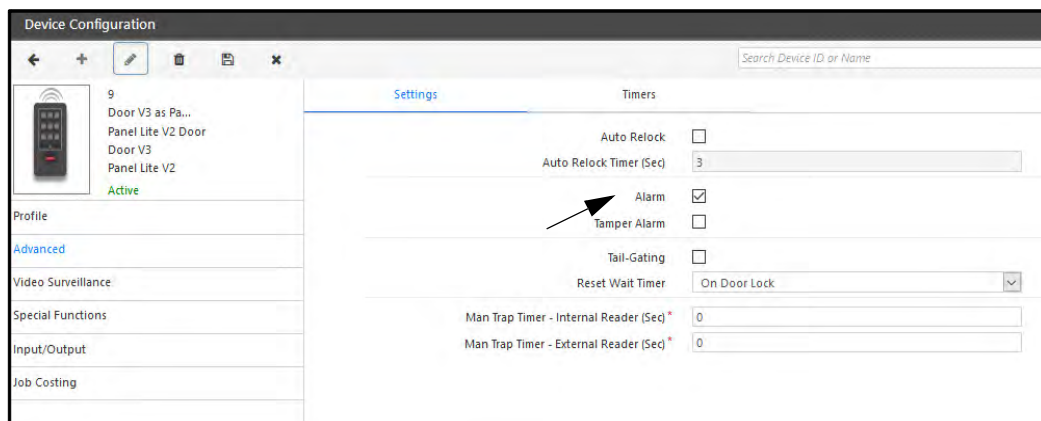 Device Configuration
Search Device ID or Name
9
Door V3 as Pa...
Panel Lite V2 Door
Door V3
Panel Lite V2
Active
Profile
Advanced
Video Surveillance
Special Functions
Input/Output
Job Costing
Settings Timers
Auto Relock
Auto Relock Timer (Sec) 3
Alarm
Tamper Alarm
Tail-Gating
Reset Wait Timer On Door Lock
Man Trap Timer - Internal Reader (Sec)* 0
Man Trap Timer - External Reader (Sec)* 0